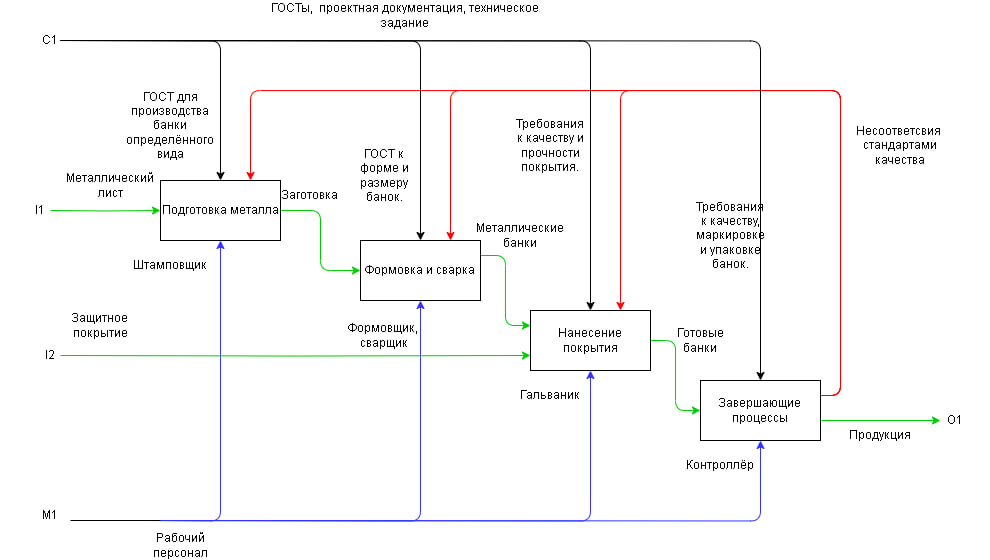 ГОСТы, проектная документация, техническое
задание
C1
ГОСТ для
производства
банки
определённого
вида
Требования
к качеству и
прочности
покрытия.
Несоответсвия
стандартами
качества
ГОСТ к
форме и
размеру
банок.
Металлический
лист
I1
Подготовка металла
Заготовка
Требования
к качеству,
маркировке
и упаковке
банок.
Металлические
банки
Штамповщик
Формовка и сварка
Защитное
покрытие
Формовщик,
сварщик
Нанесение
покрытия
Готовые
банки
I2
Гальваник
Завершающие
процессы
O1
Продукция
Контроллёр
M1
Рабочий
персонал